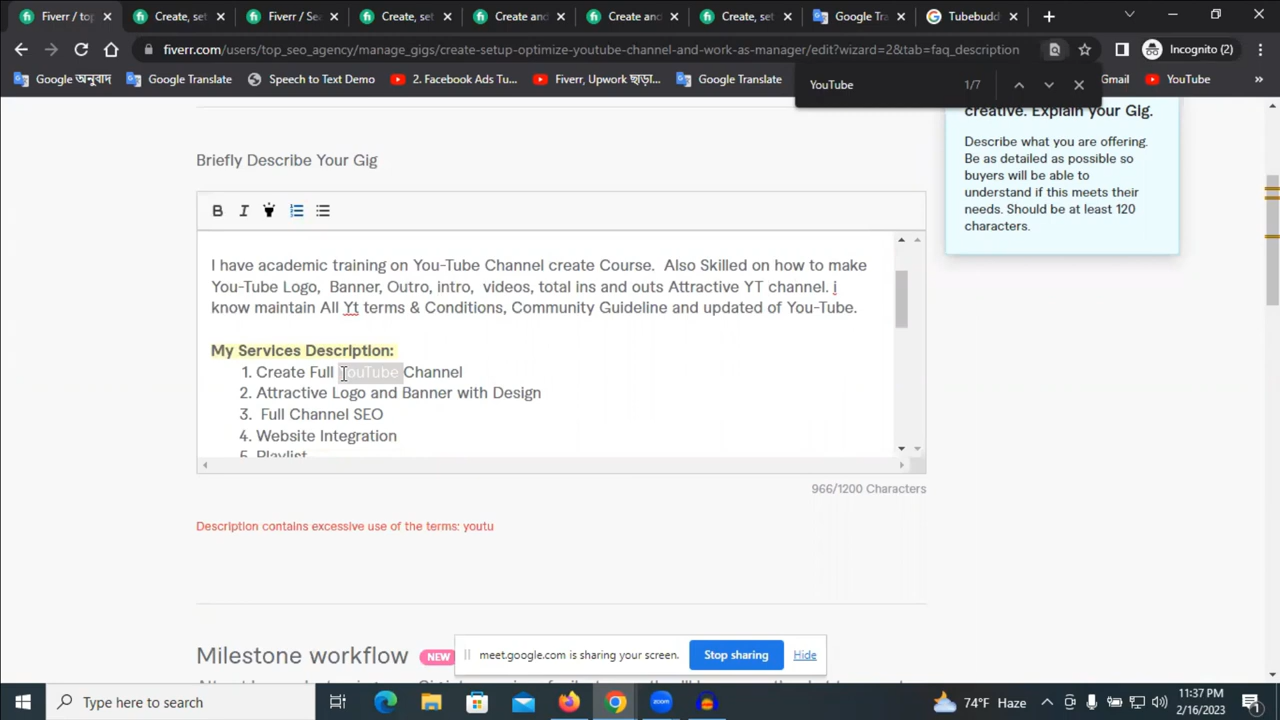 Fiverr / top
Create, set
Fiverr / Se
Create, set
Create and
Create and
Create, set
Google Tra
Tubebudd
fiverr.com/users/top_seo_agency/manage_gigs/create-setup-optimize-youtube-channel-and-work-as-manager/edit?wizard=2&tab=faq_description
Incognito (2)
Google অনুবাদ
Google Translate
Speech to Text Demo
2. Facebook Ads Tu...
Fiverr, Upwork ছাড়া...
Google Translate
Gmail
YouTube
»
YouTube 1/7
creative. Explain your Gig.
Describe what you are offering.
Be as detailed as possible so
buyers will be able to
understand if this meets their
needs. Should be at least 120
characters.
Briefly Describe Your Gig
B I
I have academic training on You-Tube Channel create Course. Also Skilled on how to make
You-Tube Logo, Banner, Outro, intro, videos, total ins and outs Attractive YT channel. i
know maintain All Yt terms & Conditions, Community Guideline and updated of You-Tube.
My Services Description:
1. Create Full YouTube Channel
2. Attractive Logo and Banner with Design
3. Full Channel SEO
4. Website Integration
5. Playlist
966/1200 Characters
Description contains excessive use of the terms: youtu
Milestone workflow NEW
meet.google.com is sharing your screen.
Stop sharing
Hide
Type here to search
zoom
74°F Haze
11:37 PM
2/16/2023
1